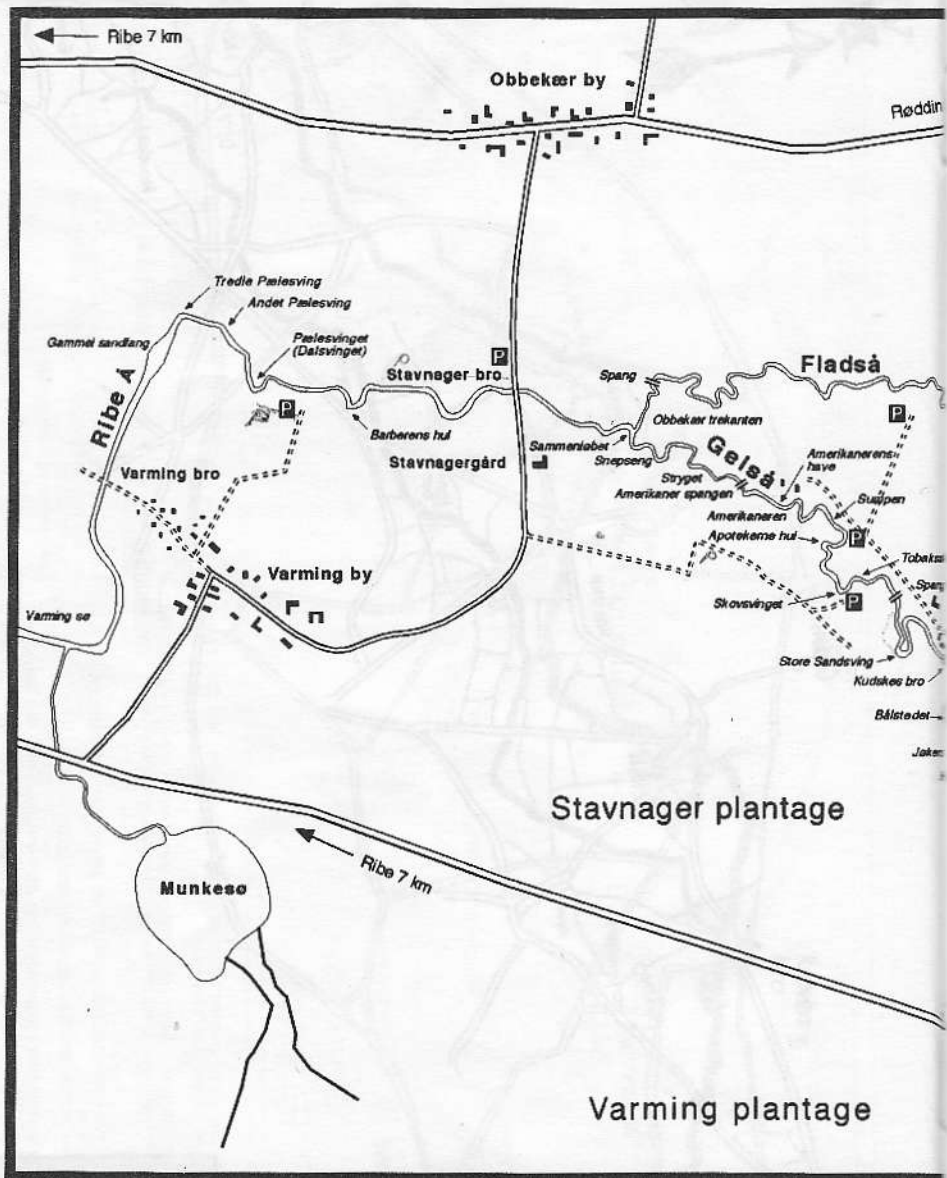 Ribe 7 km
Obbekær by
Tredie Pælesving
Andet Pælesving
Gammel sandfang
Pælesvinget
(Dalsvinget)
P
Stavnager bro
Spang
Fladså
Ribe Å
P
Barberens hul
Obbekær trekanten
P
Sammenløbet
Gelså
Amerikanerens
have
Varming bro
Stavnagergård
Snepseng
Stryget
Amerikaner spangen
Sumpen
Amerikaneren
Apotekerne hul
P
Varming by
Skovsvinget
P
Varming sø
Store Sandsving
Kudskes bro
Bålstedet
Stavnager plantage
Ribe 7 km
Munkesø
Varming plantage